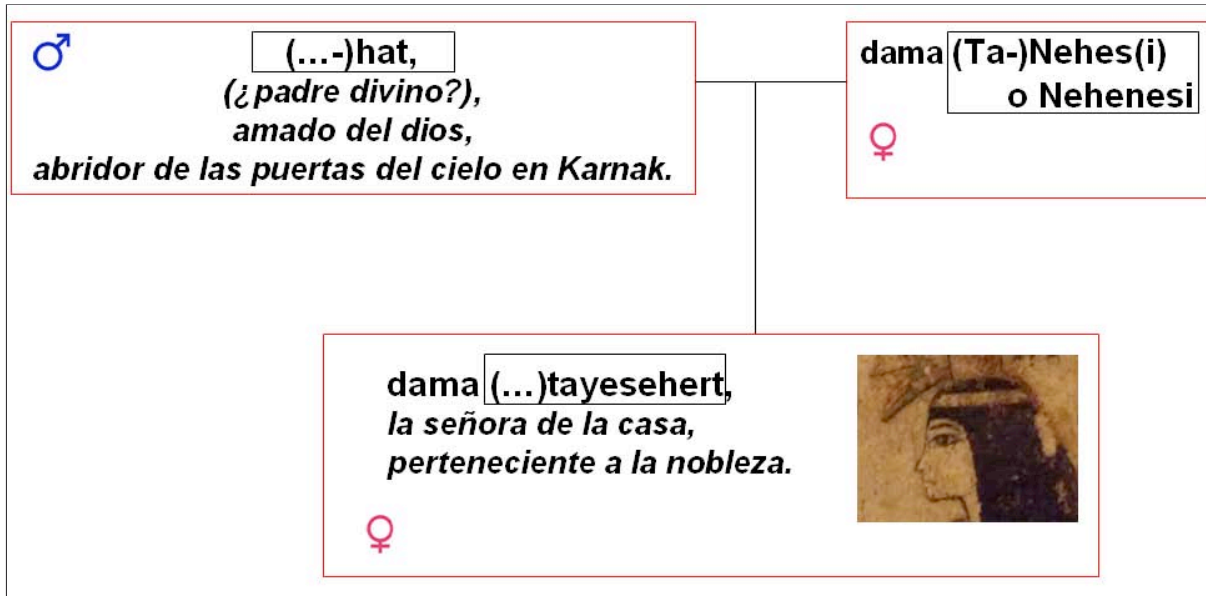 (...-)hat,
(¿padre divino?),
amado del dios,
abridor de las puertas del cielo en Karnak.
dama (Ta-)Nehes(i)
o Nehenesi
dama (...)tayesehert,
la señora de la casa,
perteneciente a la nobleza.